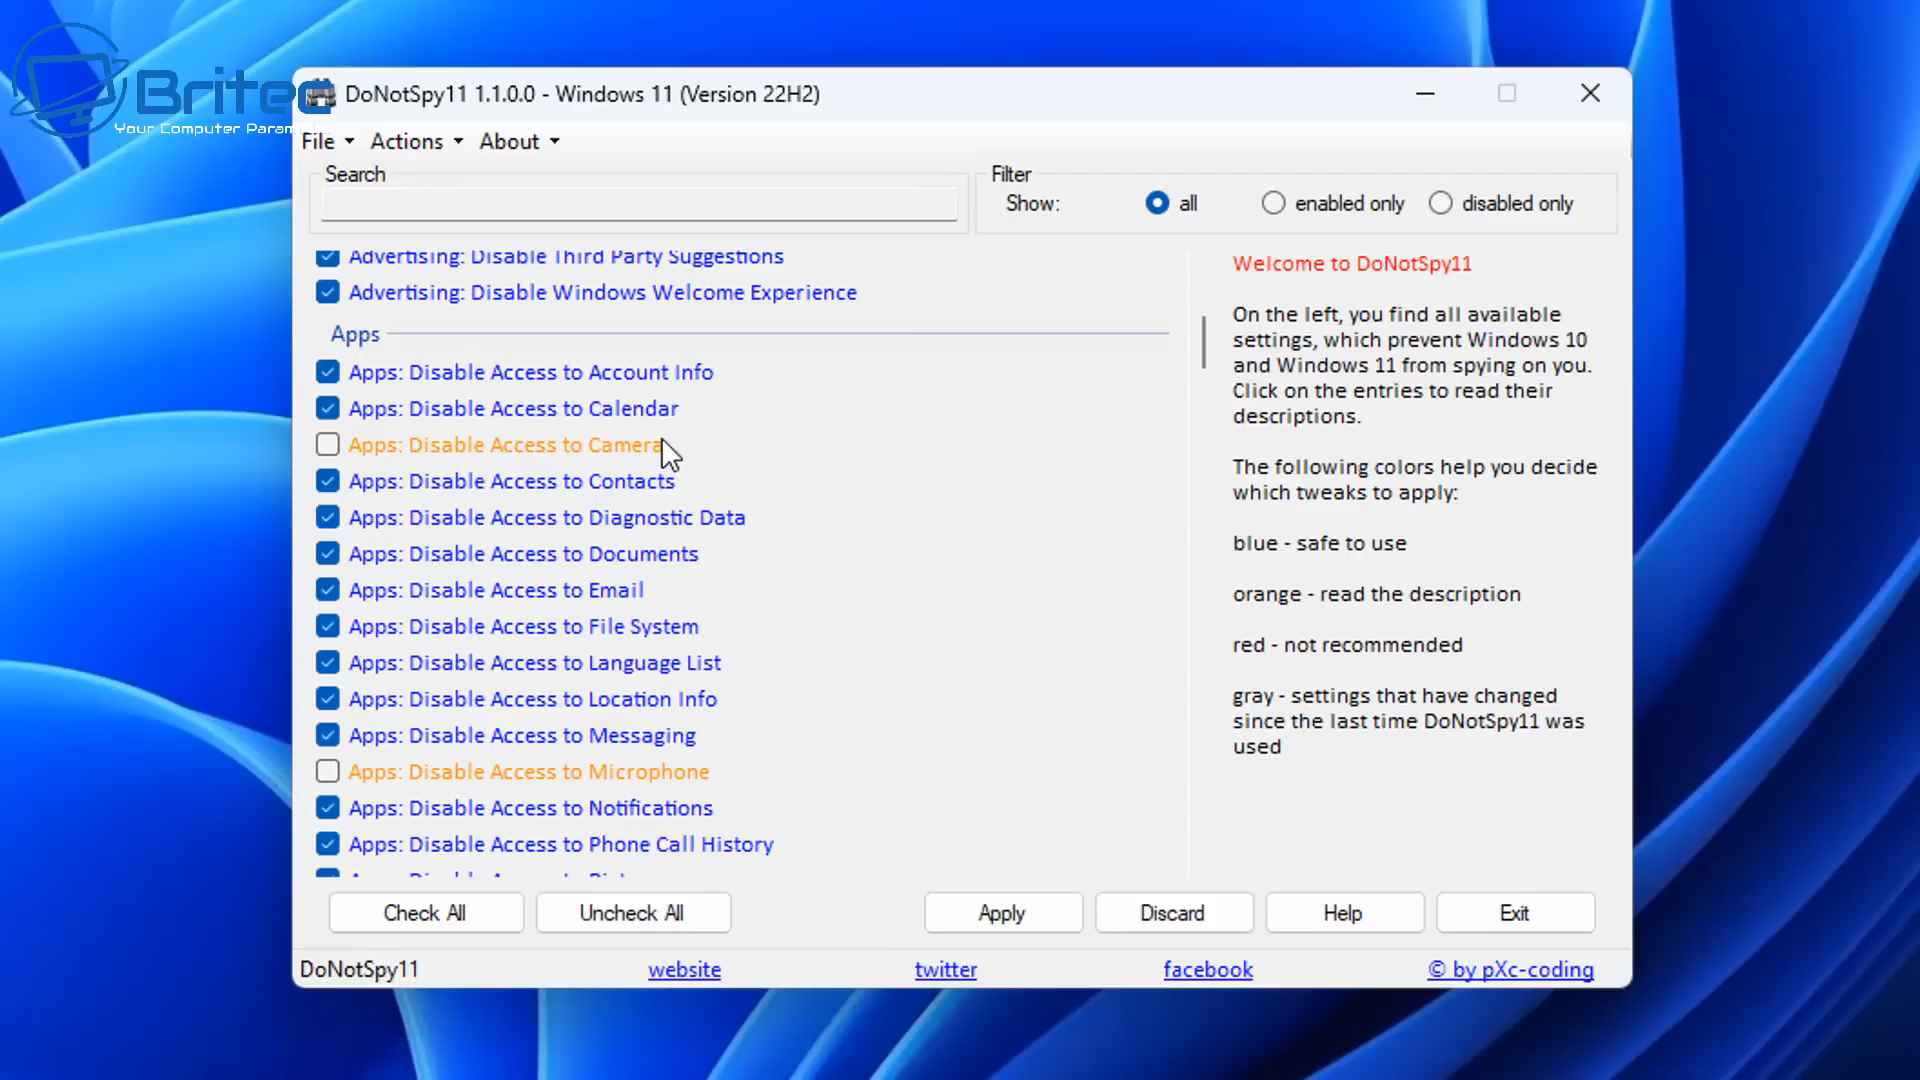 Britec
Your Computer Param
DoNotSpy11 1.1.0.0 - Windows 11 (Version 22H2)
File Actions About
Search
Filter
Show: all enabled only disabled only
Advertising: Disable Third Party Suggestions
Advertising: Disable Windows Welcome Experience
Apps
Apps: Disable Access to Account Info
Apps: Disable Access to Calendar
Apps: Disable Access to Camera
Apps: Disable Access to Contacts
Apps: Disable Access to Diagnostic Data
Apps: Disable Access to Documents
Apps: Disable Access to Email
Apps: Disable Access to File System
Apps: Disable Access to Language List
Apps: Disable Access to Location Info
Apps: Disable Access to Messaging
Apps: Disable Access to Microphone
Apps: Disable Access to Notifications
Apps: Disable Access to Phone Call History
Welcome to DoNotSpy11
On the left, you find all available
settings, which prevent Windows 10
and Windows 11 from spying on you.
Click on the entries to read their
descriptions.
The following colors help you decide
which tweaks to apply:
blue - safe to use
orange - read the description
red - not recommended
gray - settings that have changed
since the last time DoNotSpy11 was
used
Check All Uncheck All Apply Discard Help Exit
DoNotSpy11 website twitter facebook © by pXc-coding